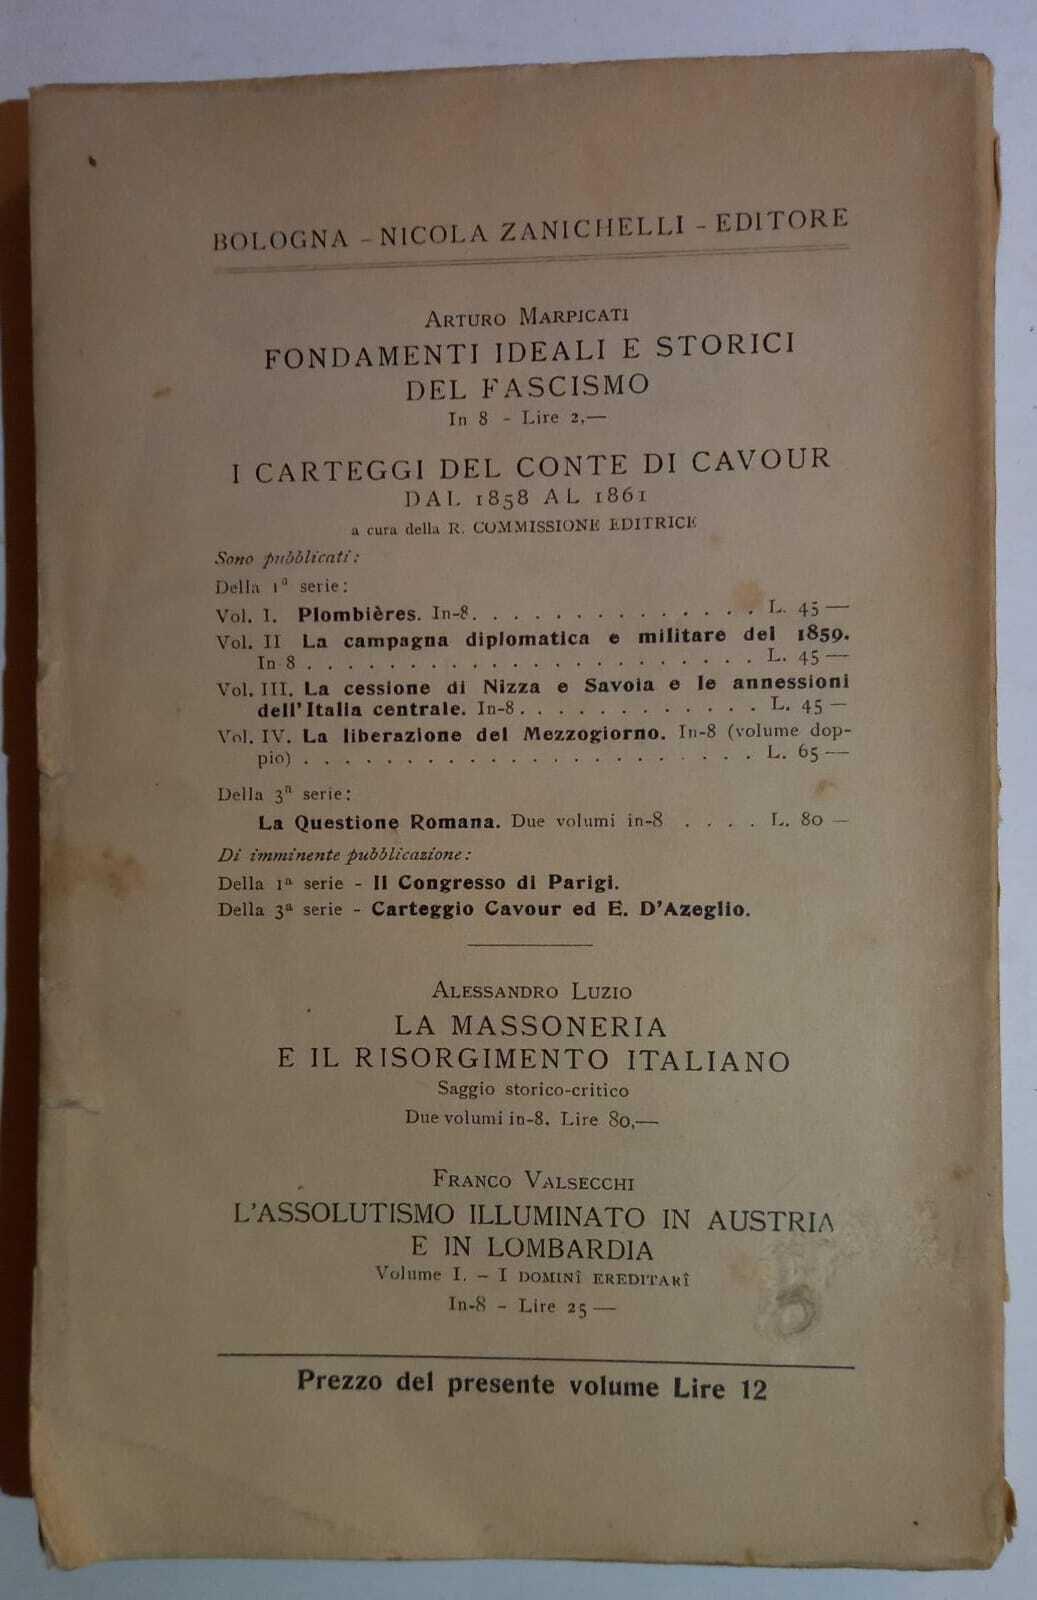 BOLOGNA - NICOLA ZANICHELLI - EDITORE
ARTURO MARPICATI
FONDAMENTI IDEALI E STORICI
DEL FASCISMO
In 8 - Lire 2,—
I CARTEGGI DEL CONTE DI CAVOUR
DAL 1858 AL 1861
a cura della R. COMMISSIONE EDITRICE
Sono pubblicati:
Della 1ª serie:
Vol. I. Plombières. In-8. . . . . . . . . . . . . . . L. 45 —
Vol. II La campagna diplomatica e militare del 1859.
In 8 . . . . . . . . . . . . . . . . . . . . . . . L. 45 —
Vol. III. La cessione di Nizza e Savoia e le annessioni
dell'Italia centrale. In-8. . . . . . . . . . . . . L. 45 —
Vol. IV. La liberazione del Mezzogiorno. In-8 (volume dop-
pio) . . . . . . . . . . . . . . . . . . . . . . . L. 65 —
Della 3ª serie:
La Questione Romana. Due volumi in-8 . . . . L. 80 —
Di imminente pubblicazione:
Della 1ª serie - Il Congresso di Parigi.
Della 3ª serie - Carteggio Cavour ed E. D'Azeglio.
ALESSANDRO LUZIO
LA MASSONERIA
E IL RISORGIMENTO ITALIANO
Saggio storico-critico
Due volumi in-8. Lire 80,—
FRANCO VALSECCHI
L'ASSOLUTISMO ILLUMINATO IN AUSTRIA
E IN LOMBARDIA
Volume I. - I DOMINÎ EREDITARÎ
In-8 - Lire 25 —
Prezzo del presente volume Lire 12